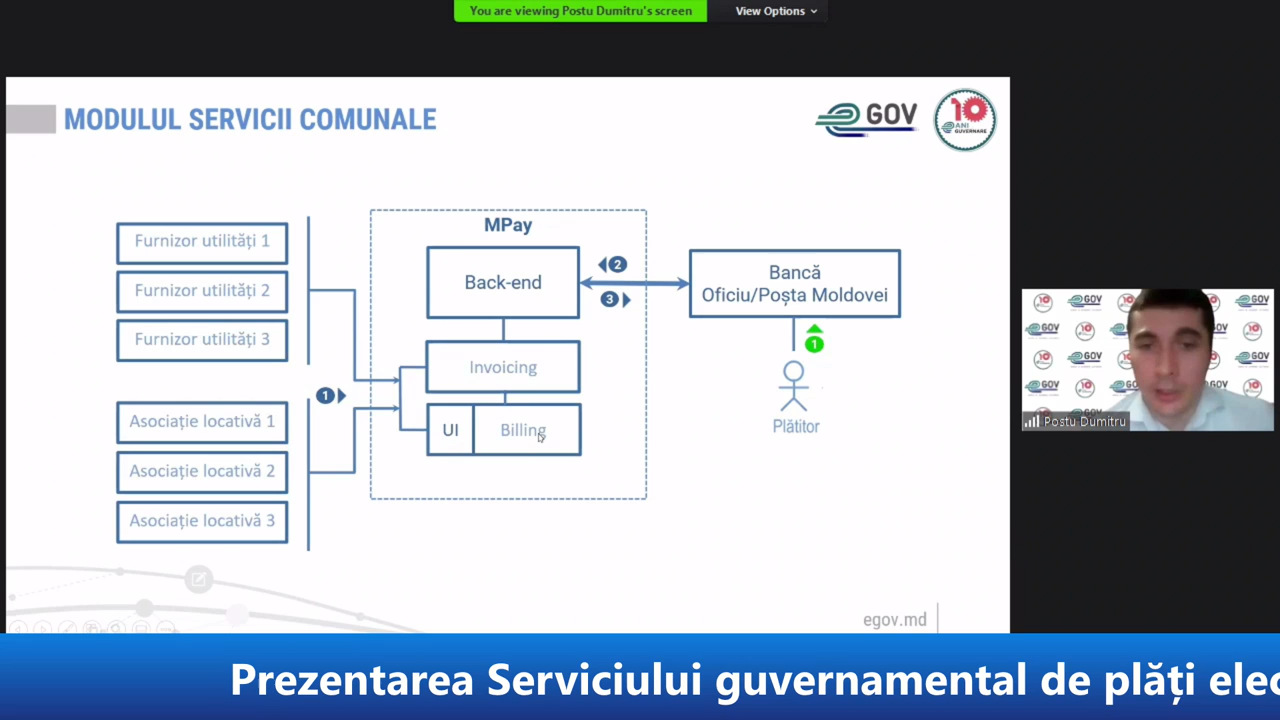 You are viewing Postu Dumitru's screen
View Options
MODULUL SERVICII COMUNALE
GOV
10
ANI
GUVERNARE
Furnizor utilități 1
Furnizor utilități 2
Furnizor utilități 3
Asociație locativă 1
Asociație locativă 2
Asociație locativă 3
1
MPay
Back-end
Invoicing
UI
Billing
2
3
Bancă
Oficiu/Poșta Moldovei
1
Plătitor
Postu Dumitru
egov.md
Prezentarea Serviciului guvernamental de plăți elec